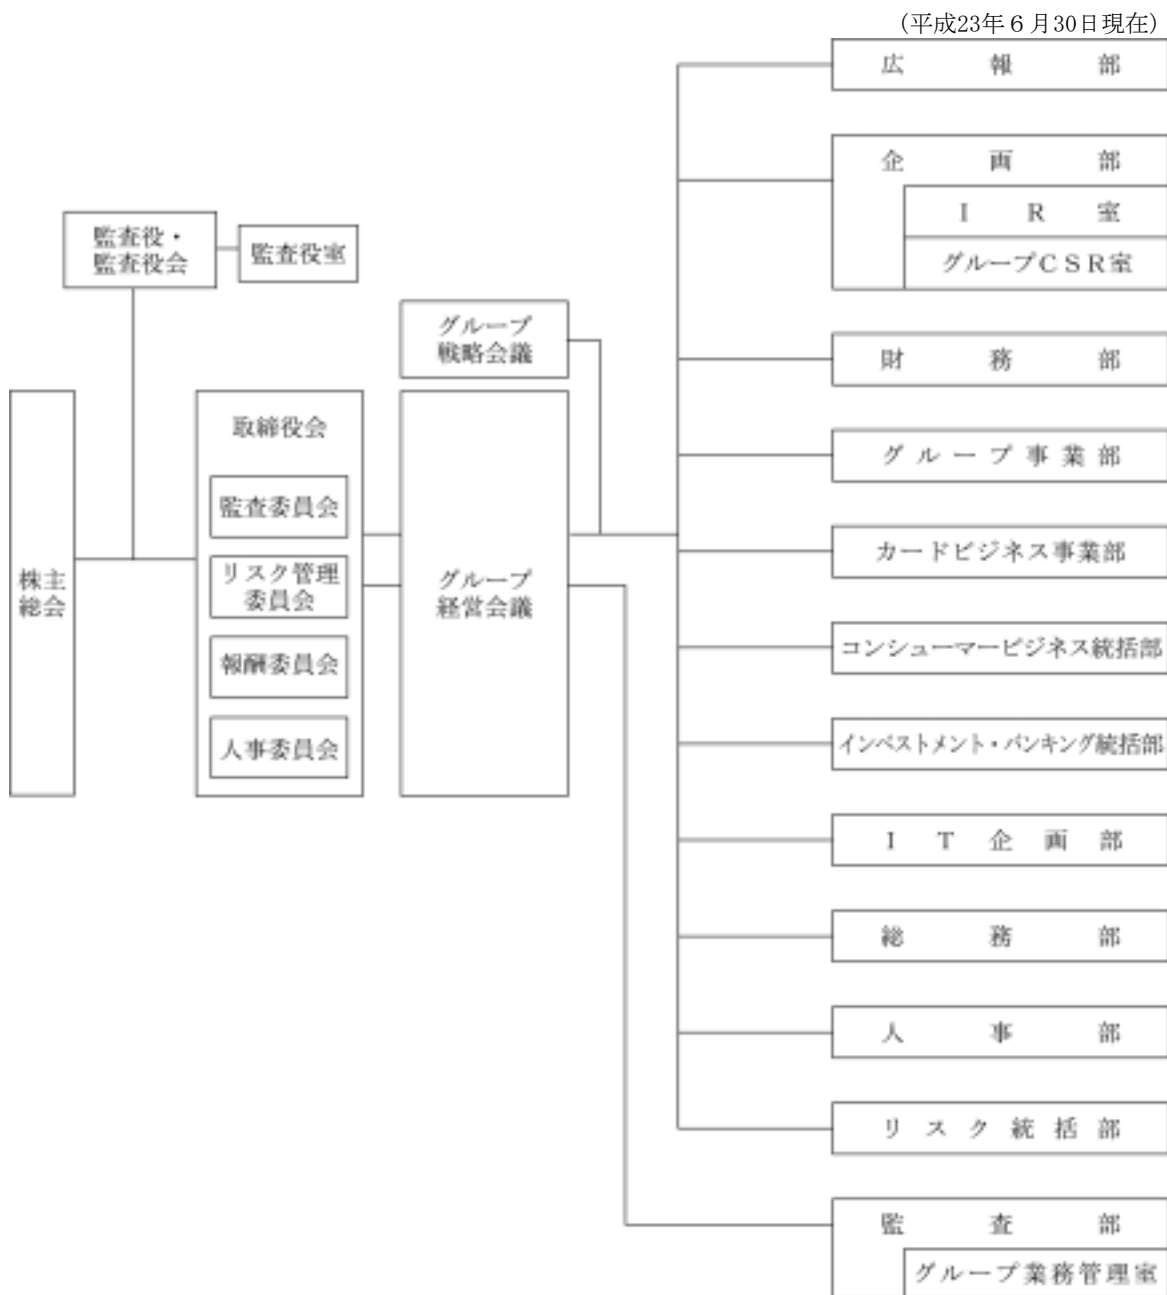 (平成23年６月30日現在)
広報部
企画部
ＩＲ室
グループＣＳＲ室
監査役・
監査役会
監査役室
グループ
戦略会議
財務部
株主
総会
取締役会
監査委員会
リスク管理
委員会
報酬委員会
人事委員会
グループ
経営会議
グループ事業部
カードビジネス事業部
コンシューマービジネス統括部
インベストメント・バンキング統括部
ＩＴ企画部
総務部
人事部
リスク統括部
監査部
グループ業務管理室